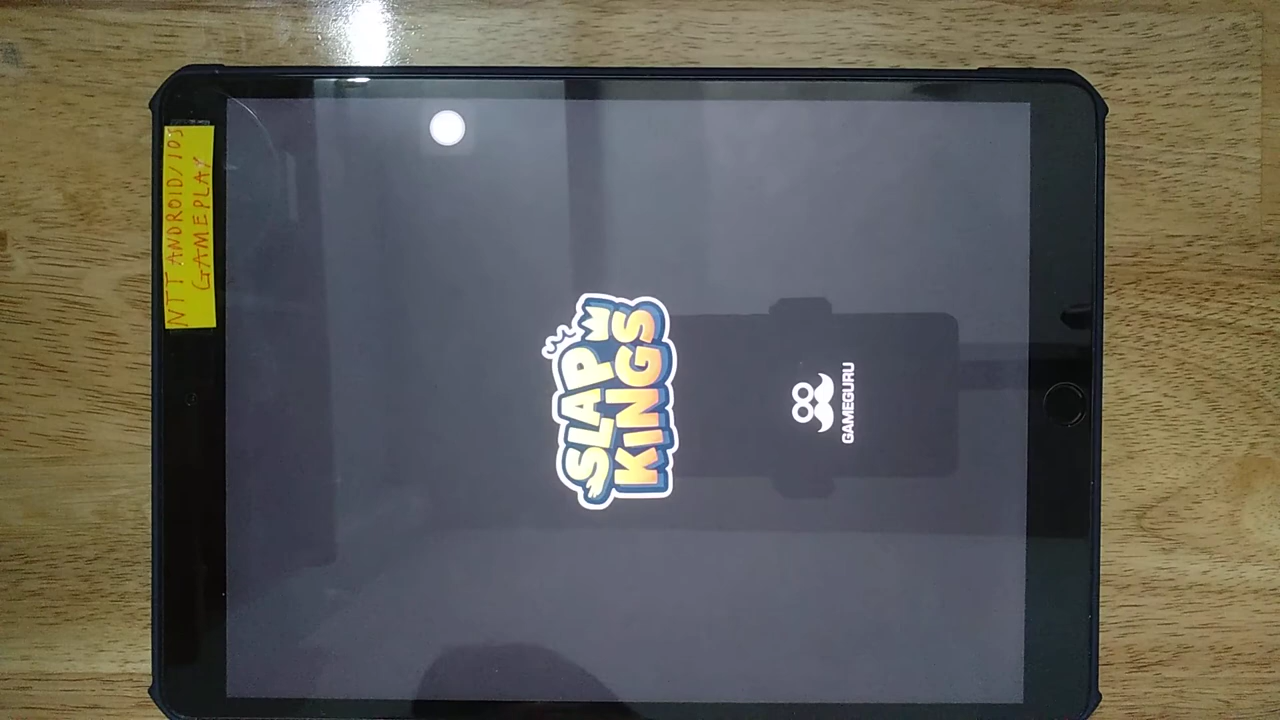 NTT ANDROID/IOS
GAMEPLAY
SLAP
KINGS
GAMEGURU